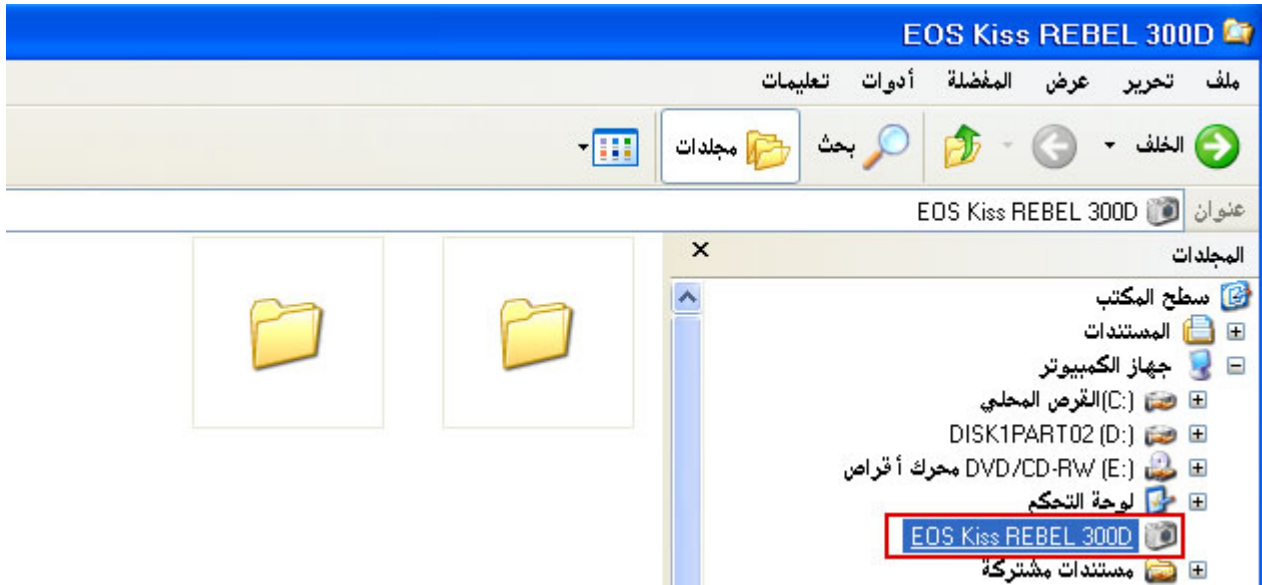 EOS Kiss REBEL 300D
ملف تحرير عرض المفضلة أدوات تعليمات
الخلف بحث مجلدات
عنوان EOS Kiss REBEL 300D
المجلدات
سطح المكتب
المستندات
جهاز الكمبيوتر
القرص المحلي(C:)
DISK1PART02 (D:)
محرك أقراص DVD/CD-RW (E:)
لوحة التحكم
EOS Kiss REBEL 300D
مستندات مشتركة